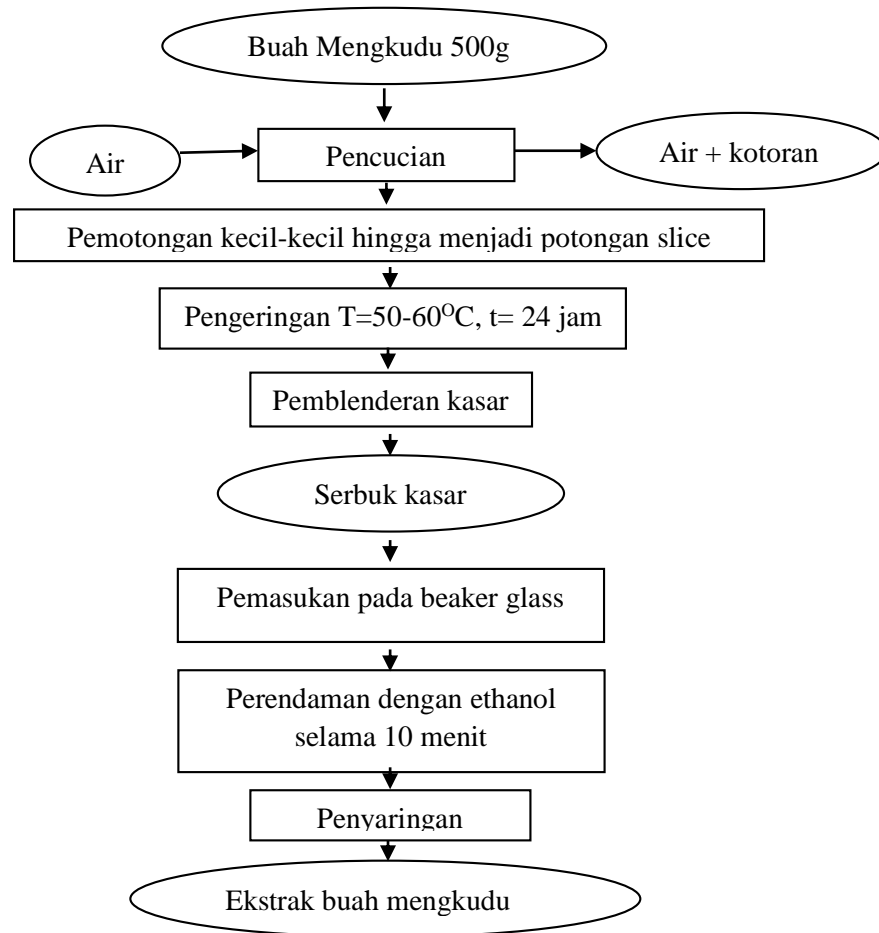 Buah Mengkudu 500g
Air
Pencucian
Air + kotoran
Pemotongan kecil-kecil hingga menjadi potongan slice
Pengeringan T=50-60ᴼC, t= 24 jam
Pemblenderan kasar
Serbuk kasar
Pemasukan pada beaker glass
Perendaman dengan ethanol
selama 10 menit
Penyaringan
Ekstrak buah mengkudu